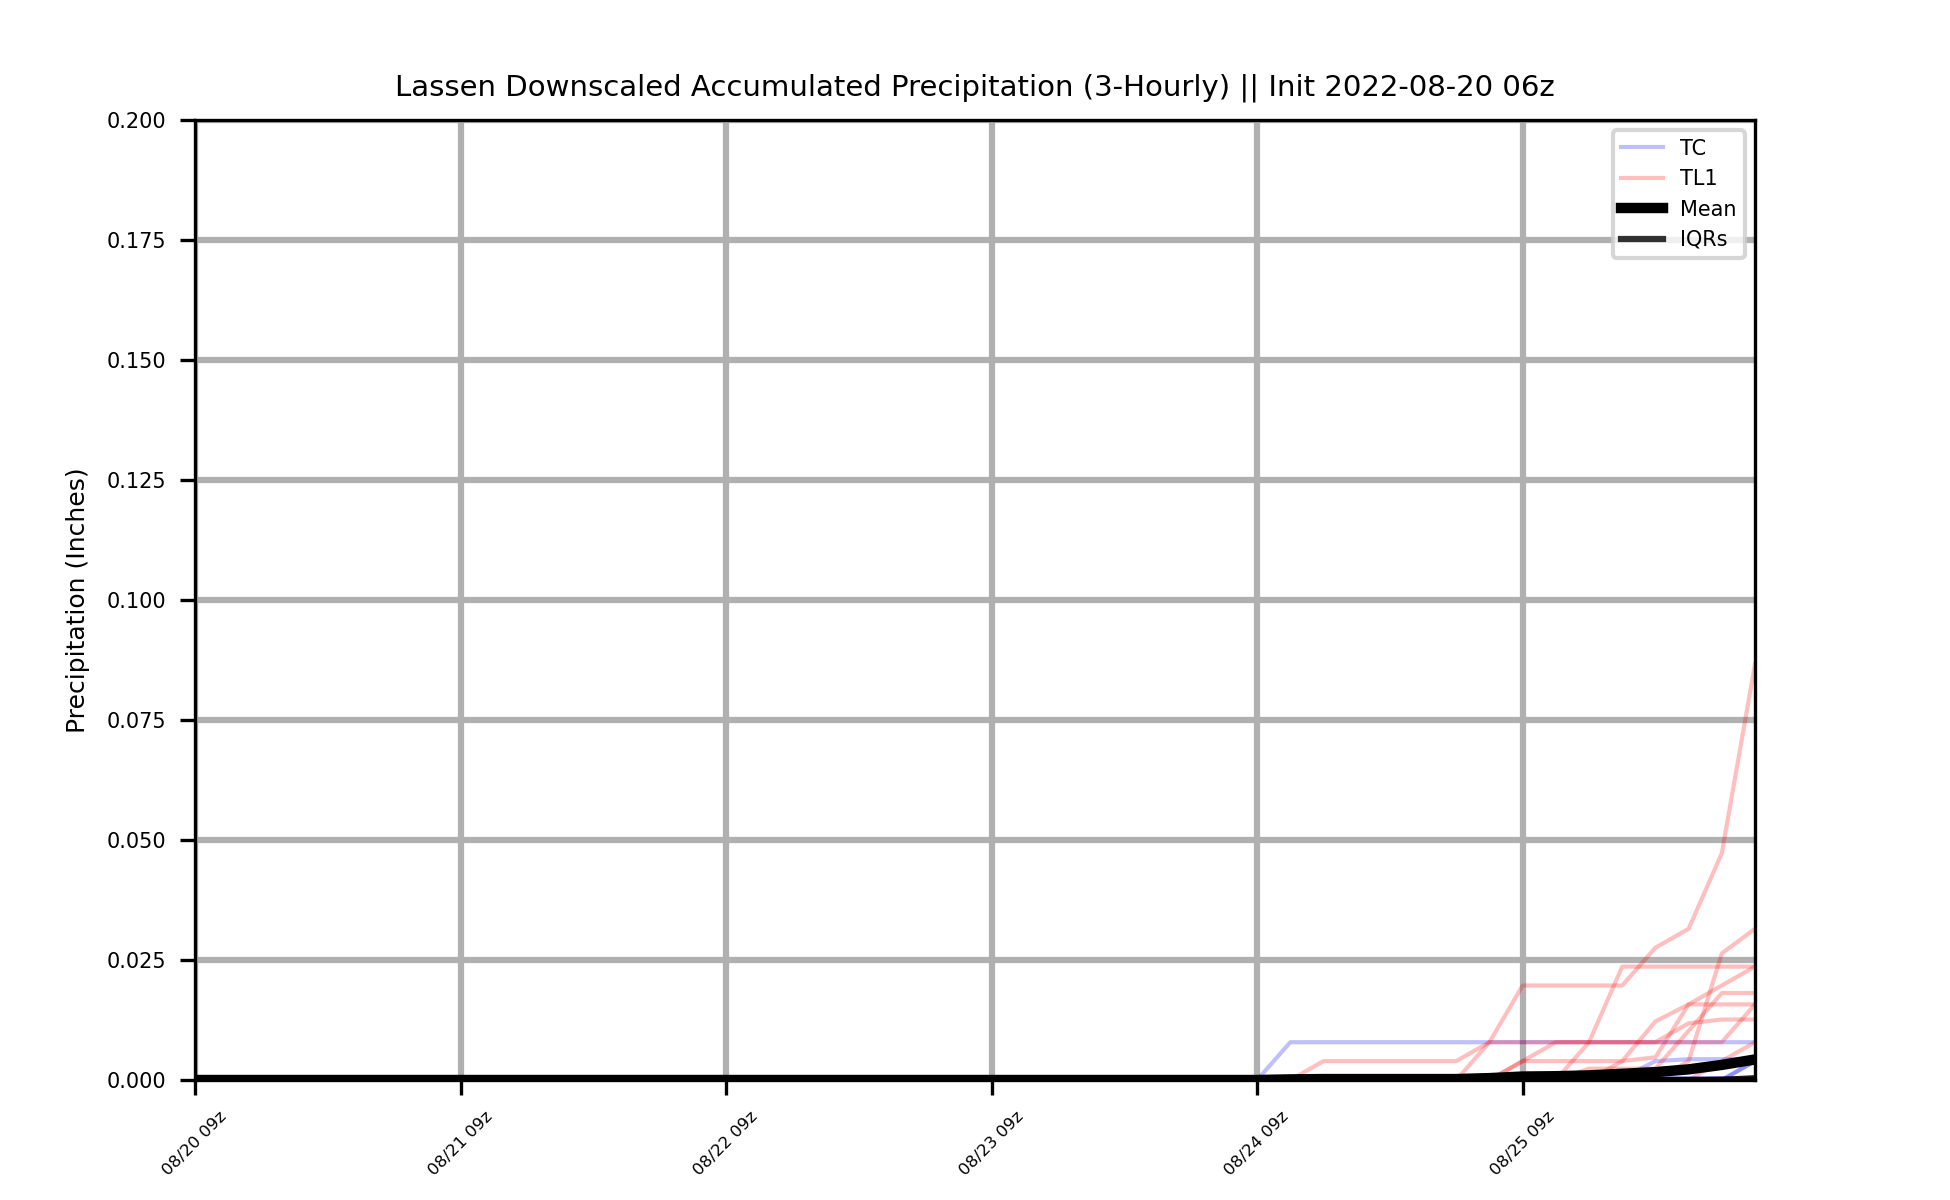 Lassen Downscaled Accumulated Precipitation (3-Hourly) || Init 2022-08-20 06z
TC
TL1
Mean
IQRs
Precipitation (Inches)
0.200
0.175
0.150
0.125
0.100
0.075
0.050
0.025
0.000
08/20 09z
08/21 09z
08/22 09z
08/23 09z
08/24 09z
08/25 09z